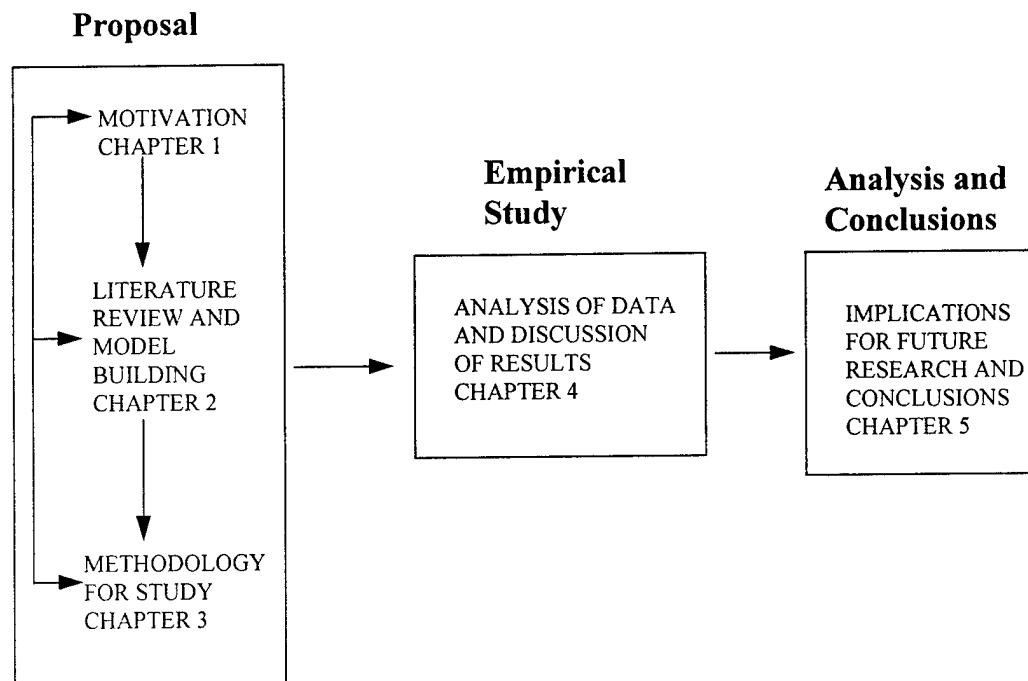 Proposal
MOTIVATION
CHAPTER 1
LITERATURE
REVIEW AND
MODEL
BUILDING
CHAPTER 2
METHODOLOGY
FOR STUDY
CHAPTER 3
Empirical
Study
ANALYSIS OF DATA
AND DISCUSSION
OF RESULTS
CHAPTER 4
Analysis and
Conclusions
IMPLICATIONS
FOR FUTURE
RESEARCH AND
CONCLUSIONS
CHAPTER 5